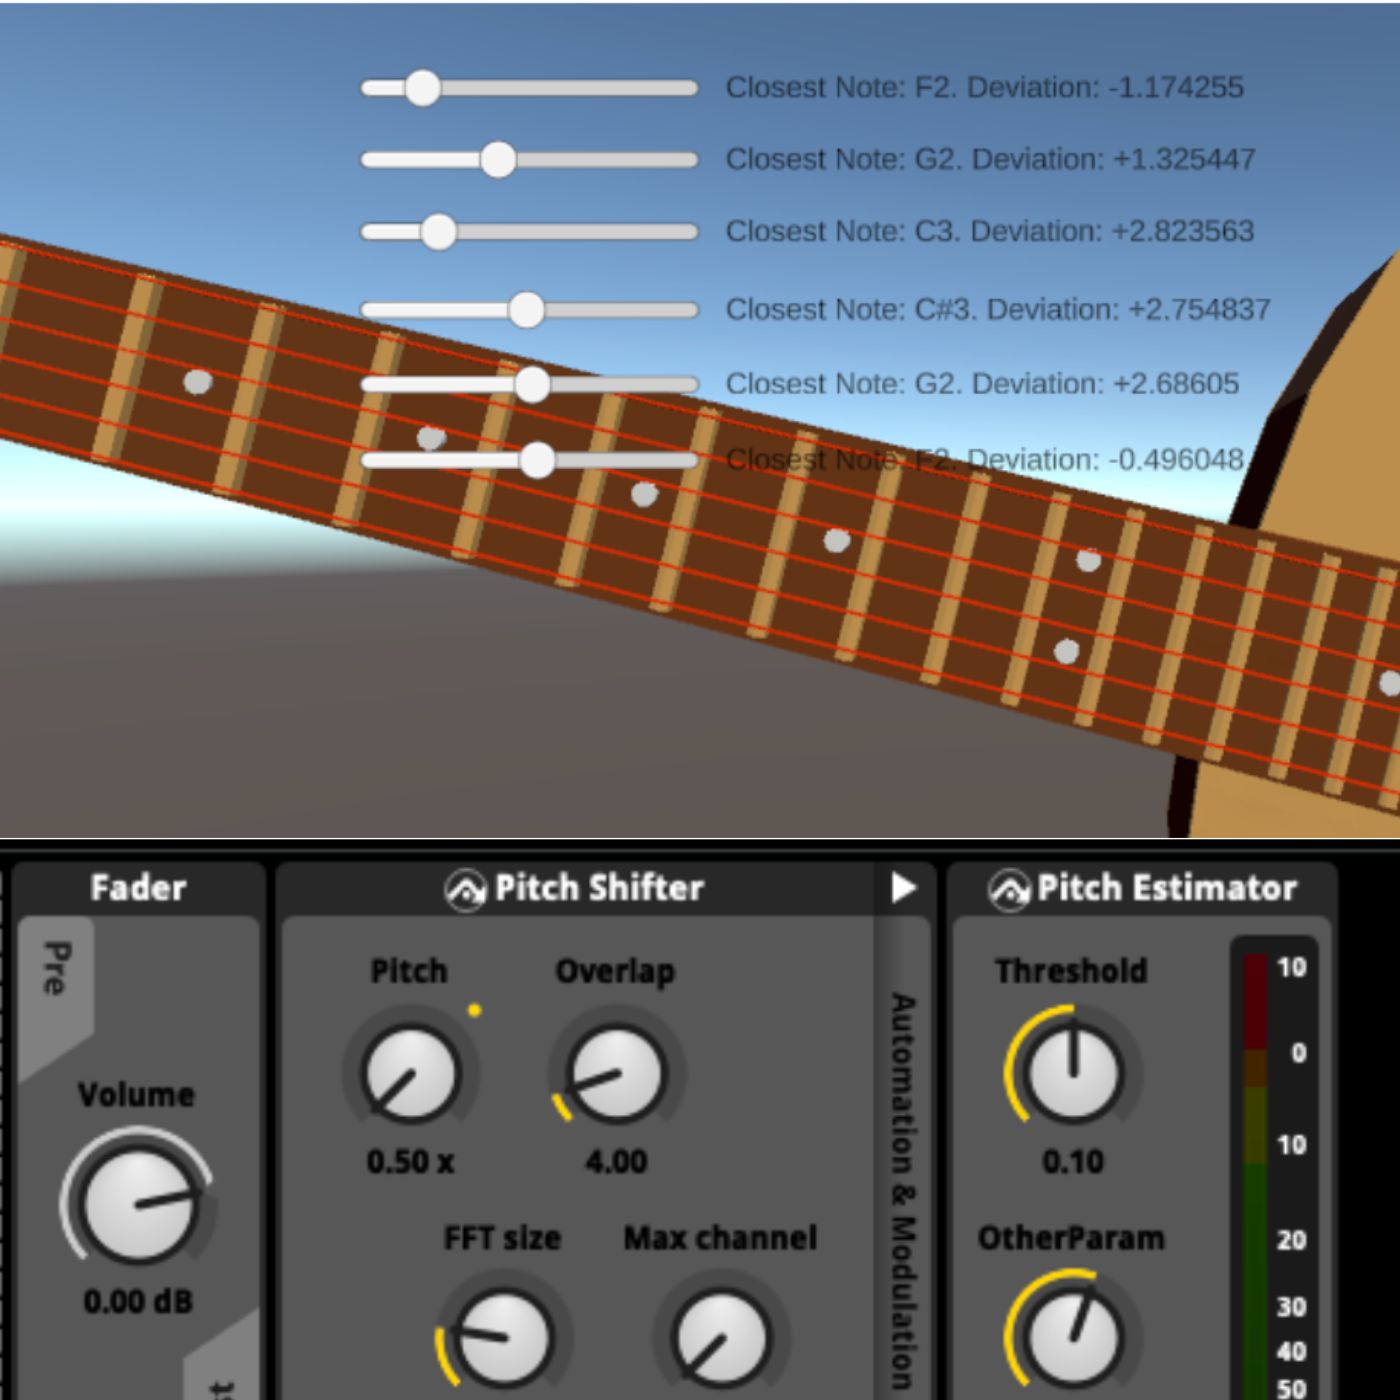 Closest Note: F2. Deviation: -1.174255
Closest Note: G2. Deviation: +1.325447
Closest Note: C3. Deviation: +2.823563
Closest Note: C#3. Deviation: +2.754837
Closest Note: G2. Deviation: +2.68605
Closest Note: F2. Deviation: -0.496048
Fader
Pre
Volume
0.00 dB
Pitch Shifter
Pitch
Overlap
0.50 x
4.00
FFT size
Max channel
Automation & Modulation
Pitch Estimator
Threshold
0.10
OtherParam
10
0
10
20
30
40
50